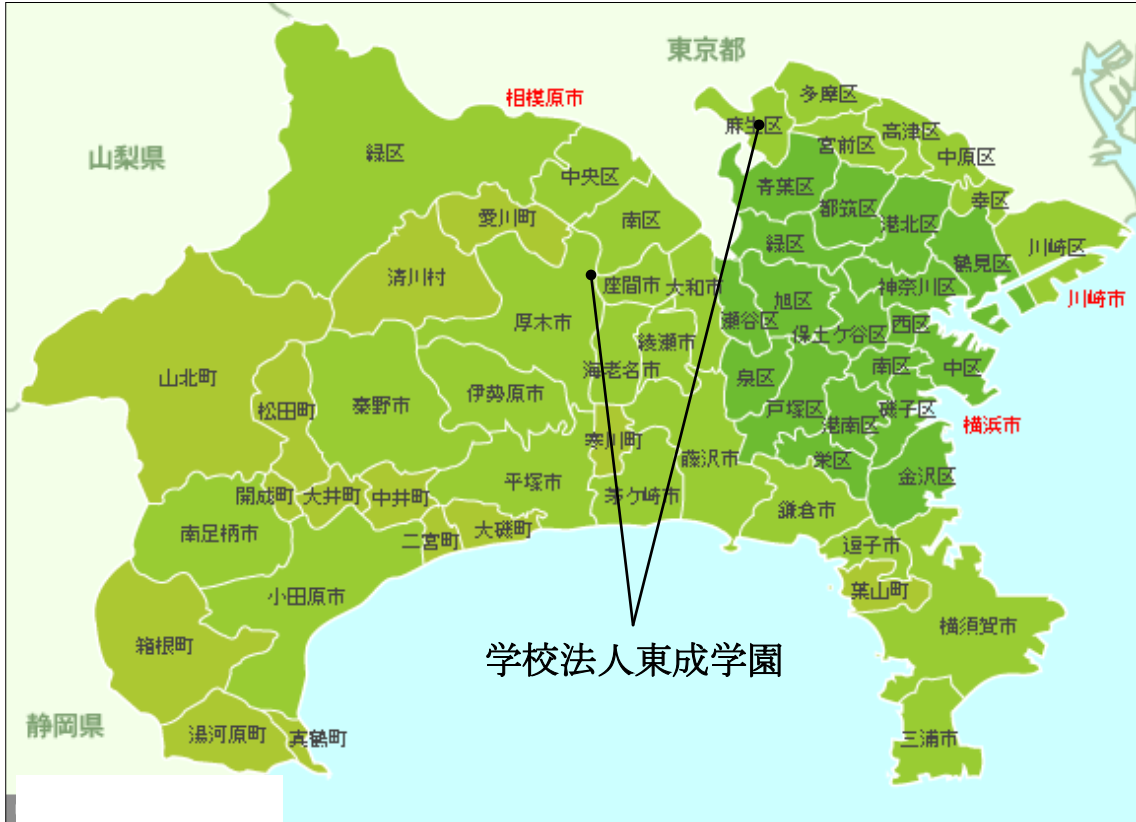 東京都
相模原市
多摩区
麻生区
高津区
宮前区
山梨県
緑区
中原区
中央区
青葉区
幸区
愛川町
南区
都筑区
港北区
緑区
川崎区
清川村
鶴見区
座間市
大和市
神奈川区
川崎市
旭区
厚木市
瀬谷区
西区
保土ケ谷区
綾瀬市
南区
中区
海老名市
山北町
泉区
伊勢原市
秦野市
松田町
戸塚区
磯子区
港南区
横浜市
寒川町
藤沢市
栄区
金沢区
平塚市
開成町
大井町
中井町
茅ケ崎市
鎌倉市
南足柄市
大磯町
二宮町
逗子市
葉山町
小田原市
横須賀市
箱根町
学校法人東成学園
静岡県
湯河原町
真鶴町
三浦市